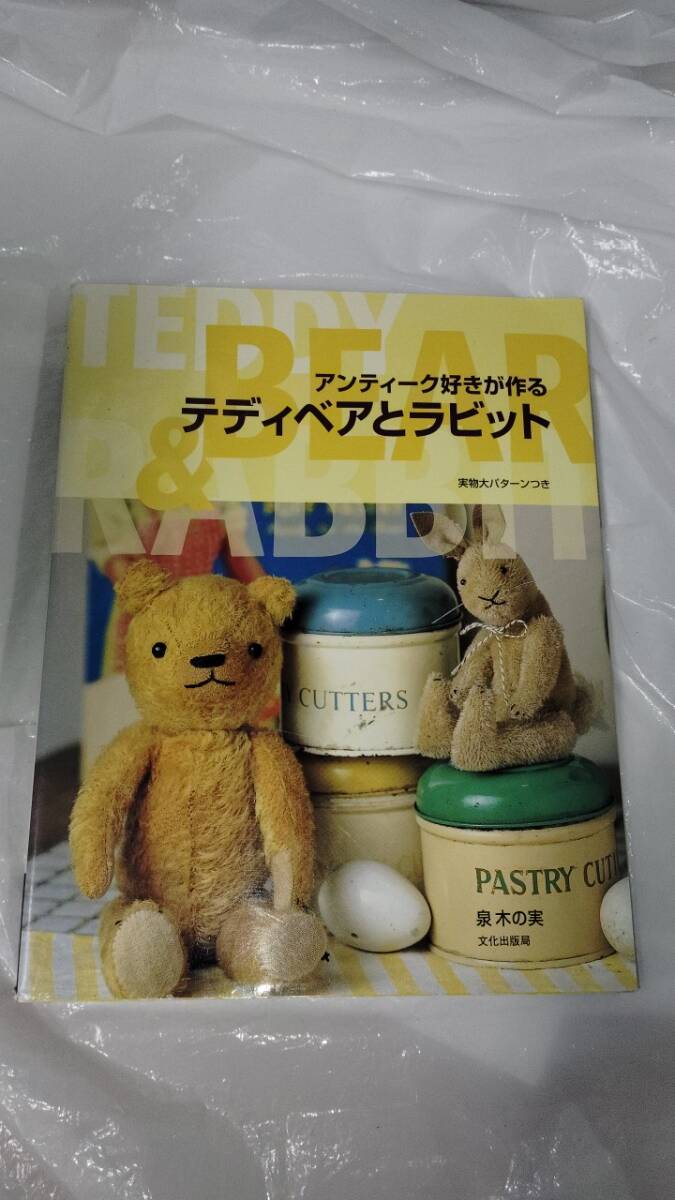 TEDDY
BEAR
アンティーク好きが作る
テディベアとラビット
&
RABBIT
実物大パターンつき
CUTTERS
PASTRY CUT
泉 木の実
文化出版局